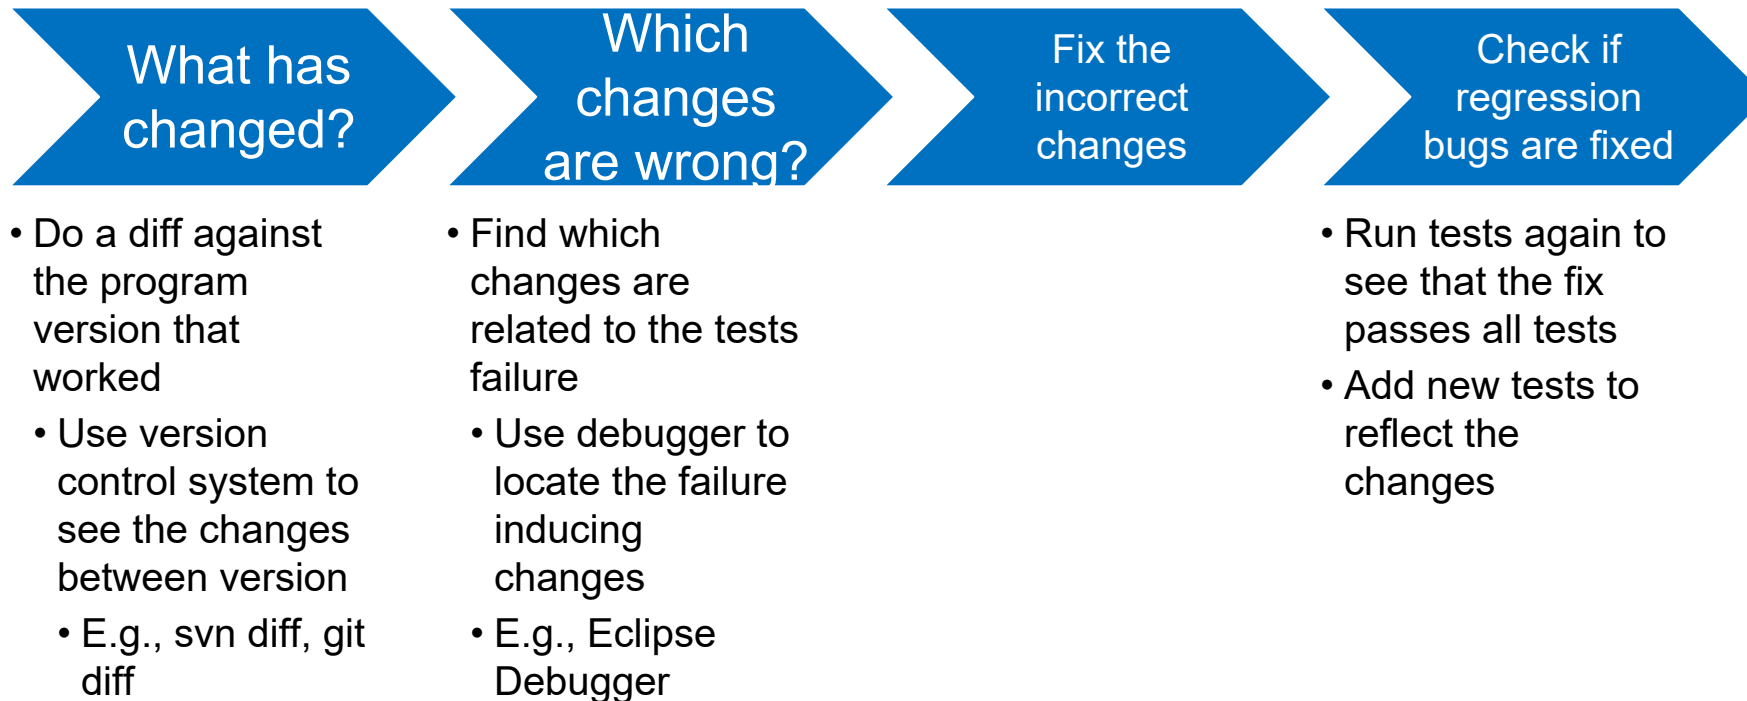 What has
changed?
Which
changes
are wrong?
Fix the
incorrect
changes
Check if
regression
bugs are fixed
• Do a diff against
the program
version that
worked
• Use version
control system to
see the changes
between version
• E.g., svn diff, git
diff
• Find which
changes are
related to the tests
failure
• Use debugger to
locate the failure
inducing
changes
• E.g., Eclipse
Debugger
• Run tests again to
see that the fix
passes all tests
• Add new tests to
reflect the
changes